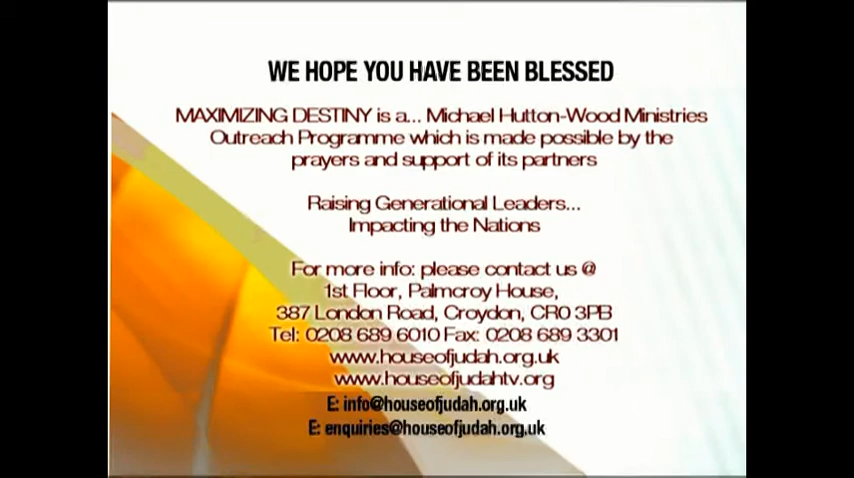 WE HOPE YOU HAVE BEEN BLESSED
MAXIMIZING DESTINY is a... Michael Hutton-Wood Ministries
Outreach Programme which is made possible by the
prayers and support of its partners
Raising Generational Leaders...
Impacting the Nations
For more info: please contact us @
1st Floor, Palmcroy House,
387 London Road, Croydon, CR0 3PB
Tel: 0208 689 6010 Fax: 0208 689 3301
www.houseofjudah.org.uk
www.houseofjudahtv.org
E: info@houseofjudah.org.uk
E: enquiries@houseofjudah.org.uk